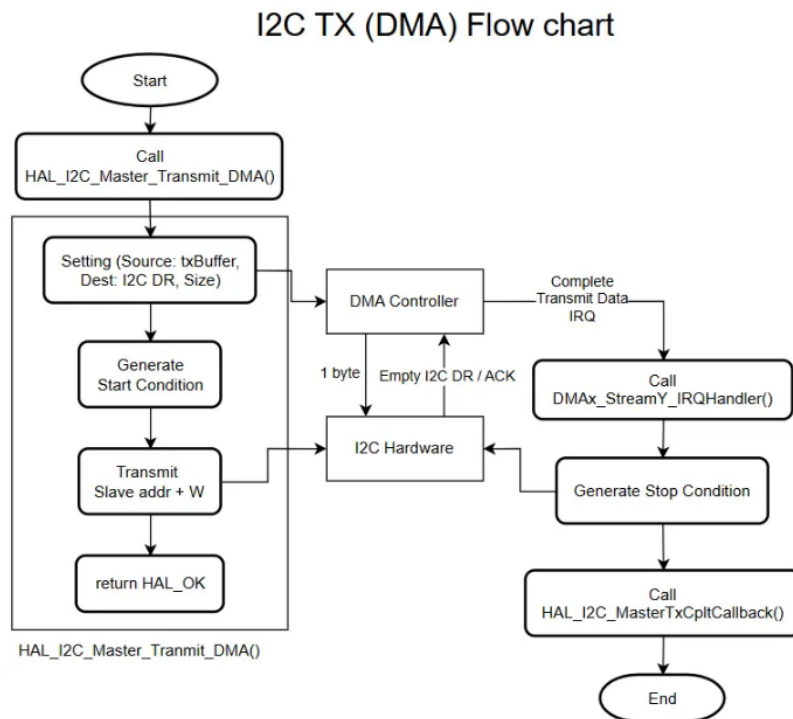 I2C TX (DMA) Flow chart
Start
Call
HAL_I2C_Master_Transmit_DMA()
Setting (Source: txBuffer,
Dest: I2C DR, Size)
Generate
Start Condition
Transmit
Slave addr + W
return HAL_OK
HAL_I2C_Master_Tranmit_DMA()
DMA Controller
1 byte
Empty I2C DR / ACK
I2C Hardware
Complete
Transmit Data
IRQ
Call
DMAx_StreamY_IRQHandler()
Generate Stop Condition
Call
HAL_I2C_MasterTxCpltCallback()
End